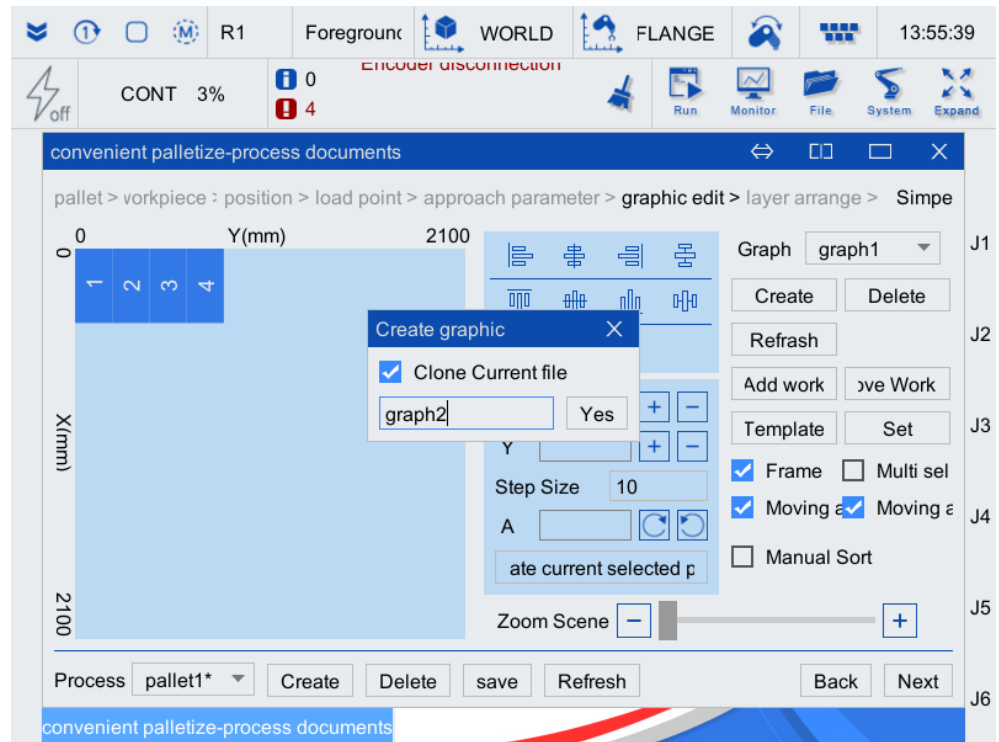 1 M R1 Foreground WORLD FLANGE 13:55:39
off CONT 3% i 0 Encoder disconnection
! 4 Run Monitor File System Expand
convenient palletize-process documents
pallet > vorkpiece : position > load point > approach parameter > graphic edit > layer arrange > Simpe
0 Y(mm) 2100
0
1 2 3 4
X(mm)
2100
Graph graph1
Create Delete
Refrash
Add work ove Work
Template Set
Frame Multi sel
Moving a Moving a
Manual Sort
Create graphic
Clone Current file
graph2 Yes
+ −
Y + −
Step Size 10
A
ate current selected p
Zoom Scene − +
Process pallet1* Create Delete save Refresh Back Next
convenient palletize-process documents
J1
J2
J3
J4
J5
J6